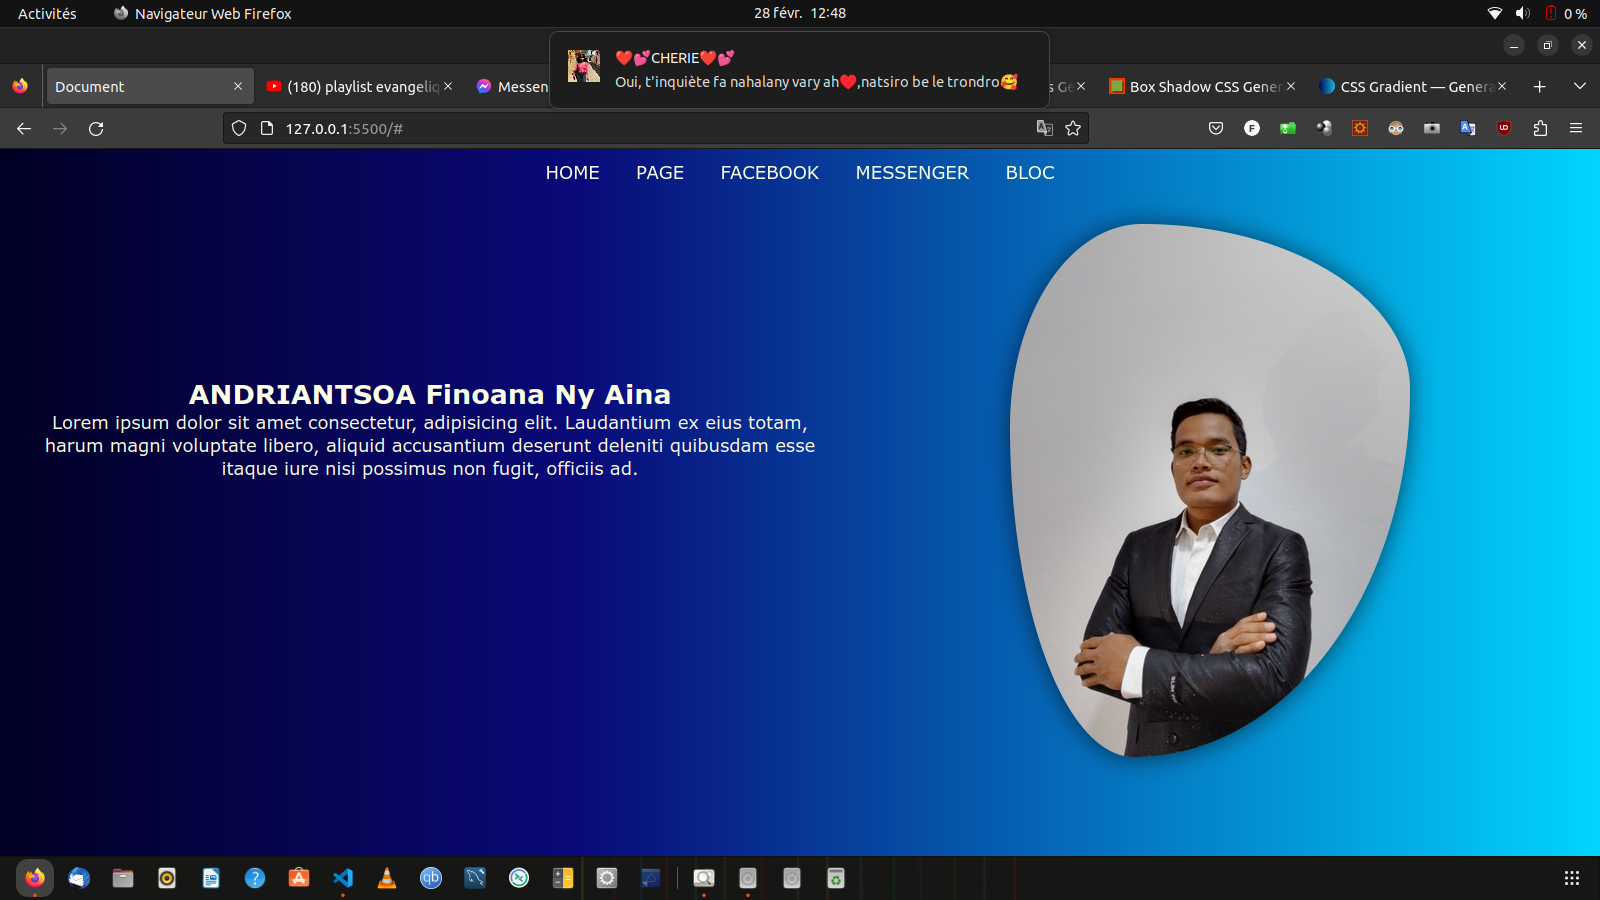 Activités
Navigateur Web Firefox
28 févr. 12:48
0 %
❤️💕CHERIE❤️💕
Oui, t'inquiète fa nahalany vary ah♥️,natsiro be le trondro🥰
Document
(180) playlist evangeliq
Messen
Ge
Box Shadow CSS Gener
CSS Gradient — Genera
127.0.0.1:5500/#
HOME
PAGE
FACEBOOK
MESSENGER
BLOC
ANDRIANTSOA Finoana Ny Aina
Lorem ipsum dolor sit amet consectetur, adipisicing elit. Laudantium ex eius totam,
harum magni voluptate libero, aliquid accusantium deserunt deleniti quibusdam esse
itaque iure nisi possimus non fugit, officiis ad.